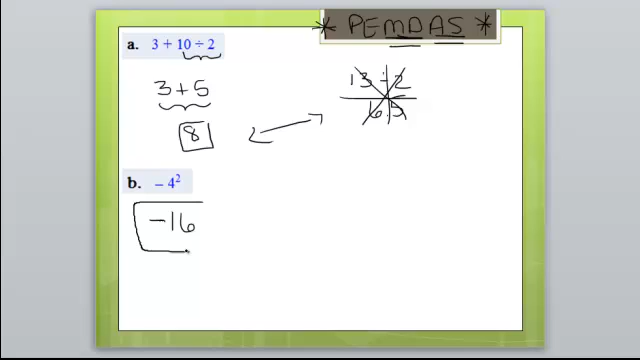 * PEMDAS *
a. 3 + 10 ÷ 2
3 + 5
8
13 ÷ 2
6.5
b. – 4²
-16